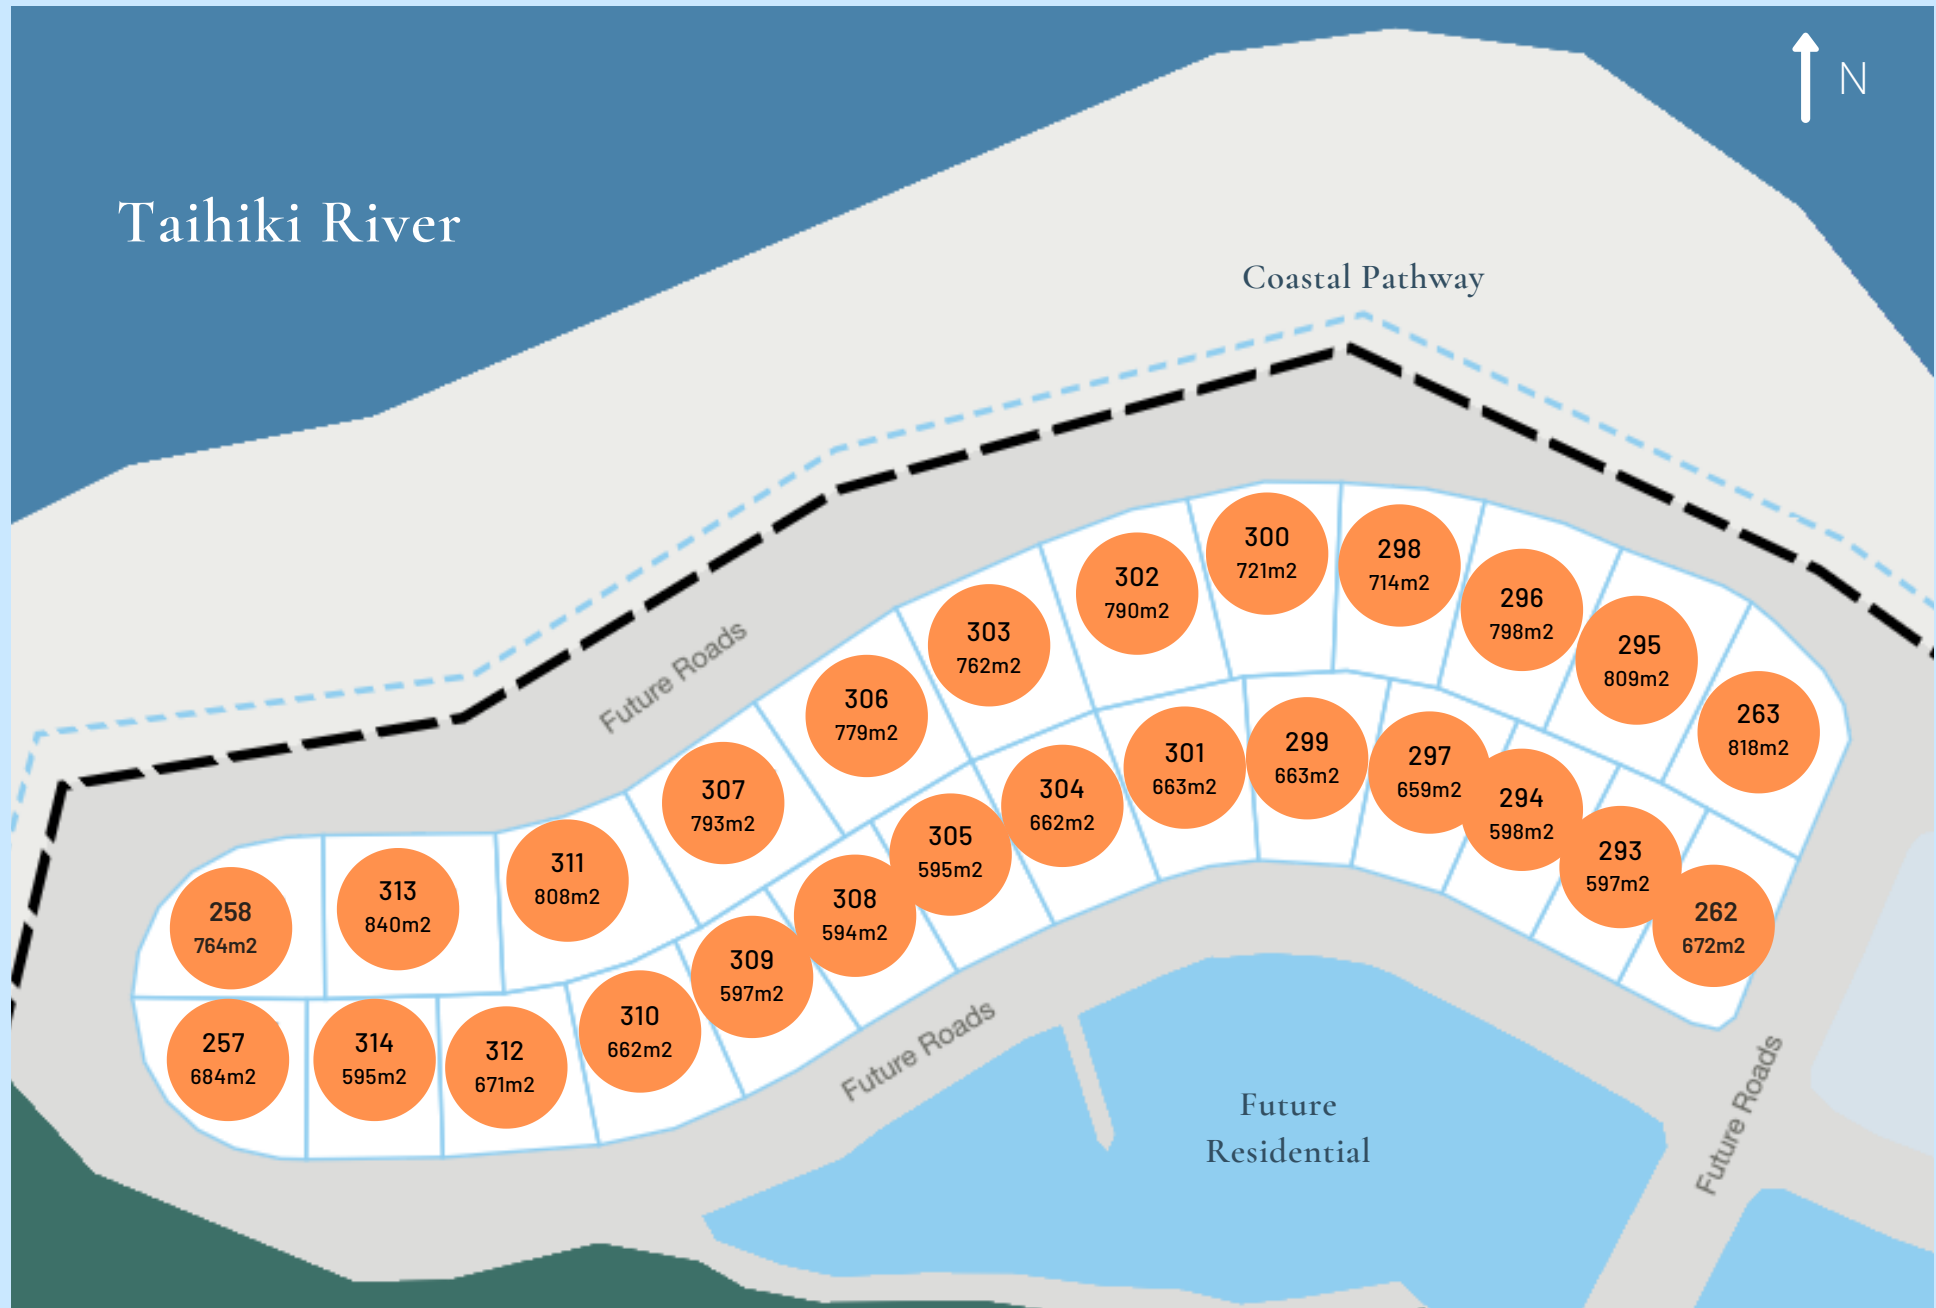 N
Taihiki River
Coastal Pathway
300
721m2
298
714m2
302
790m2
296
798m2
303
762m2
295
809m2
Future Roads
306
779m2
263
818m2
301
663m2
299
663m2
297
659m2
307
793m2
304
662m2
294
598m2
305
595m2
293
597m2
311
808m2
313
840m2
308
594m2
258
764m2
262
672m2
309
597m2
310
662m2
257
684m2
314
595m2
312
671m2
Future Roads
Future
Residential
Future Roads